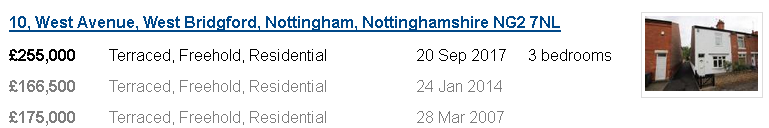 10, West Avenue, West Bridgford, Nottingham, Nottinghamshire NG2 7NL
£255,000 Terraced, Freehold, Residential 20 Sep 2017 3 bedrooms
£166,500 Terraced, Freehold, Residential 24 Jan 2014
£175,000 Terraced, Freehold, Residential 28 Mar 2007